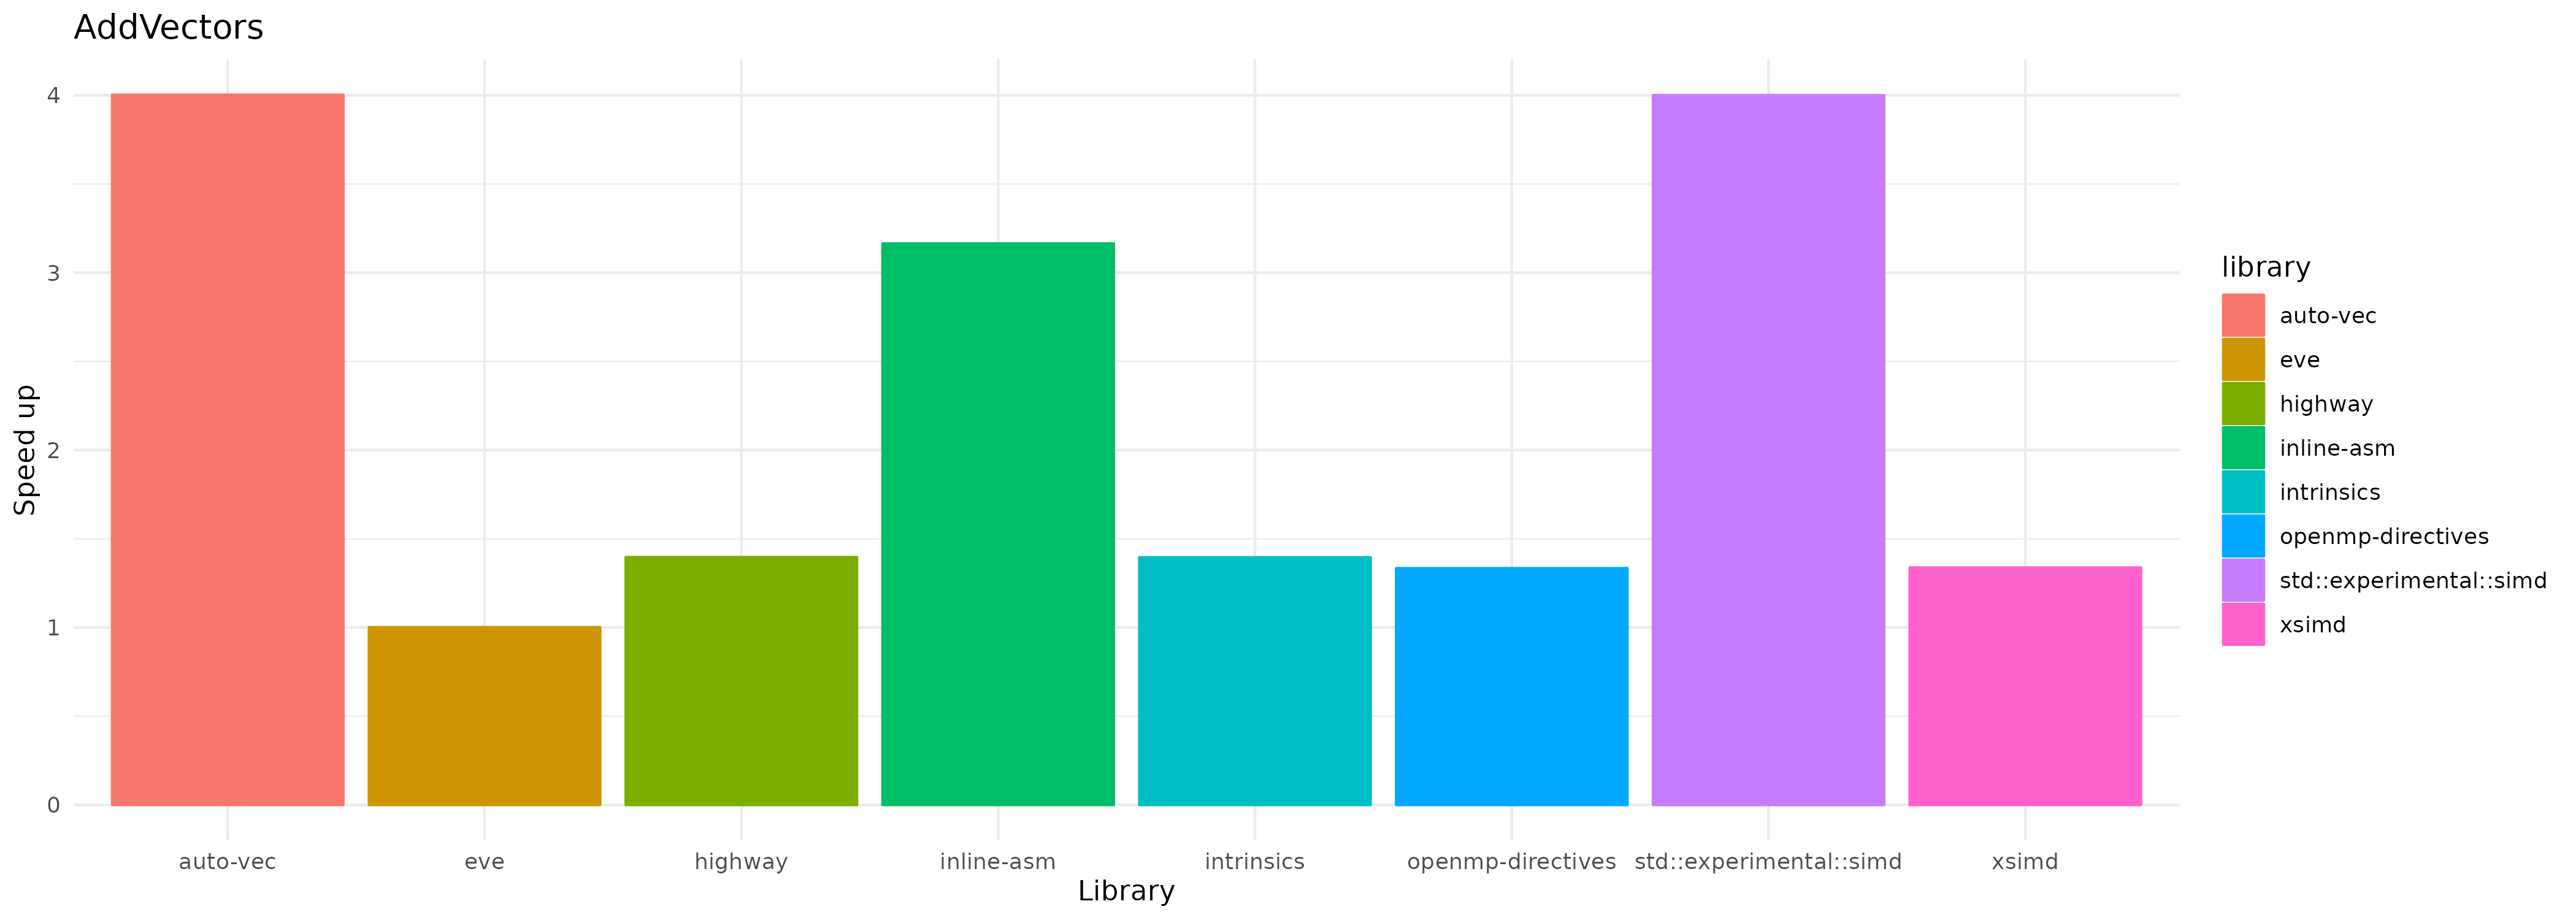 AddVectors
Speed up
4
3
2
1
0
auto-vec
eve
highway
inline-asm
intrinsics
openmp-directives
std::experimental::simd
xsimd
Library
library
auto-vec
eve
highway
inline-asm
intrinsics
openmp-directives
std::experimental::simd
xsimd